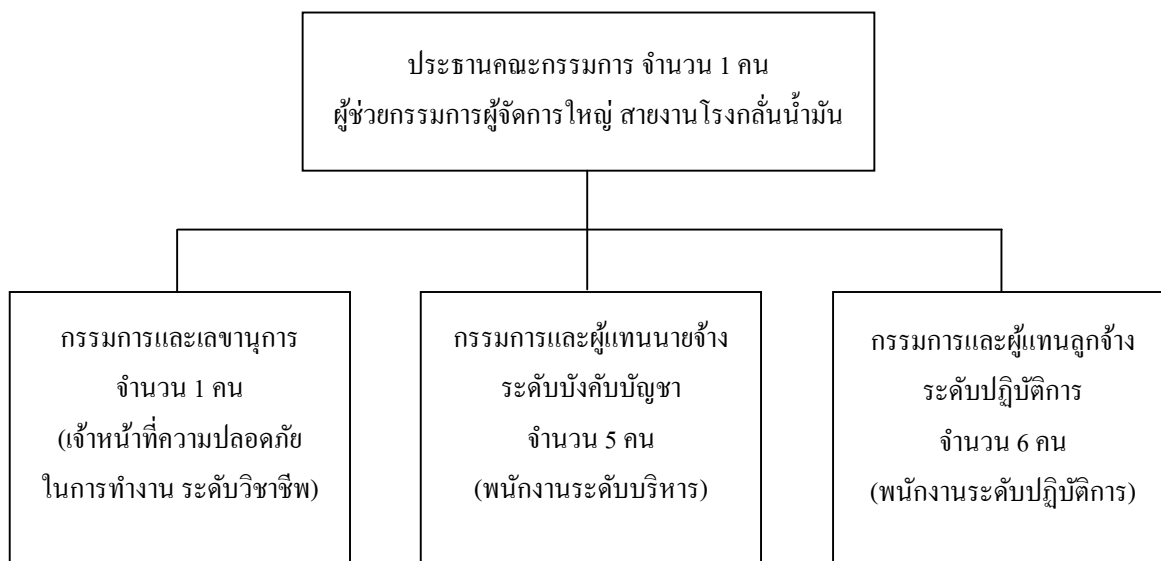 ประธานคณะกรรมการ จำนวน 1 คน
ผู้ช่วยกรรมการผู้จัดการใหญ่ สายงานโรงกลั่นน้ำมัน
กรรมการและเลขานุการ
จำนวน 1 คน
(เจ้าหน้าที่ความปลอดภัย
ในการทำงาน ระดับวิชาชีพ)
กรรมการและผู้แทนนายจ้าง
ระดับบังคับบัญชา
จำนวน 5 คน
(พนักงานระดับบริหาร)
กรรมการและผู้แทนลูกจ้าง
ระดับปฏิบัติการ
จำนวน 6 คน
(พนักงานระดับปฏิบัติการ)